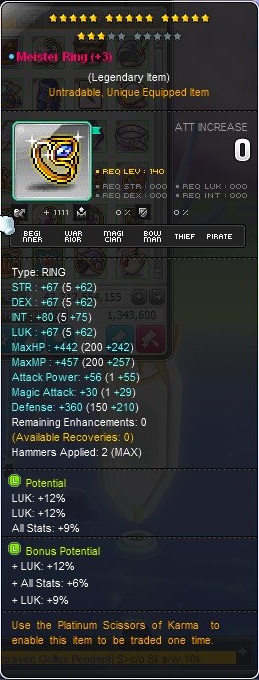 Meister Ring (+3)
(Legendary Item)
Untradable, Unique Equipped Item
ATT INCREASE
0
REQ LEV : 140
REQ STR : 000
REQ LUK : 000
REQ DEX : 000
REQ INT : 000
+ 1111
0 %
0 %
BEGINNER WARRIOR MAGICIAN BOWMAN THIEF PIRATE
Type: RING
STR : +67 (5 +62)
DEX : +67 (5 +62)
INT : +80 (5 +75)
LUK : +67 (5 +62)
MaxHP : +442 (200 +242)
MaxMP : +457 (200 +257)
Attack Power: +56 (1 +55)
Magic Attack: +30 (1 +29)
Defense: +360 (150 +210)
Remaining Enhancements: 0
(Available Recoveries: 0)
Hammers Applied: 2 (MAX)
Potential
LUK: +12%
LUK: +12%
All Stats: +9%
Bonus Potential
+ LUK: +12%
+ All Stats: +6%
+ LUK: +9%
Use the Platinum Scissors of Karma to
enable this item to be traded one time.